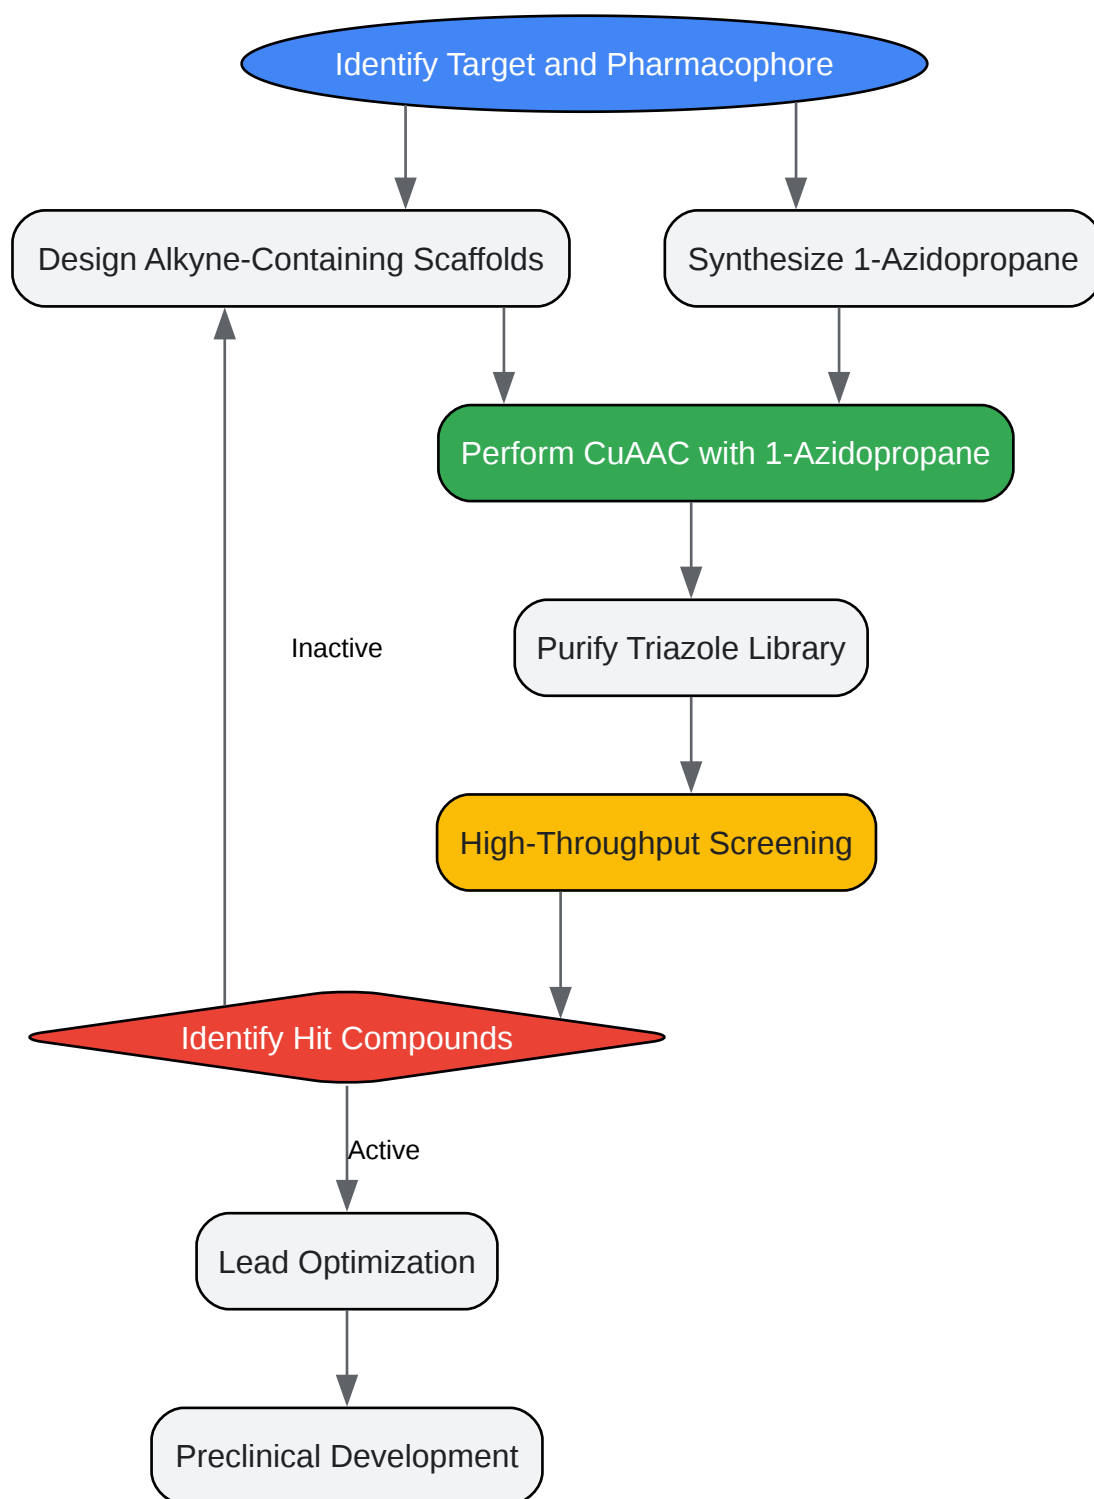 Identify Target and Pharmacophore
Design Alkyne-Containing Scaffolds
Synthesize 1-Azidopropane
Perform CuAAC with 1-Azidopropane
Inactive
Purify Triazole Library
High-Throughput Screening
Identify Hit Compounds
Active
Lead Optimization
Preclinical Development